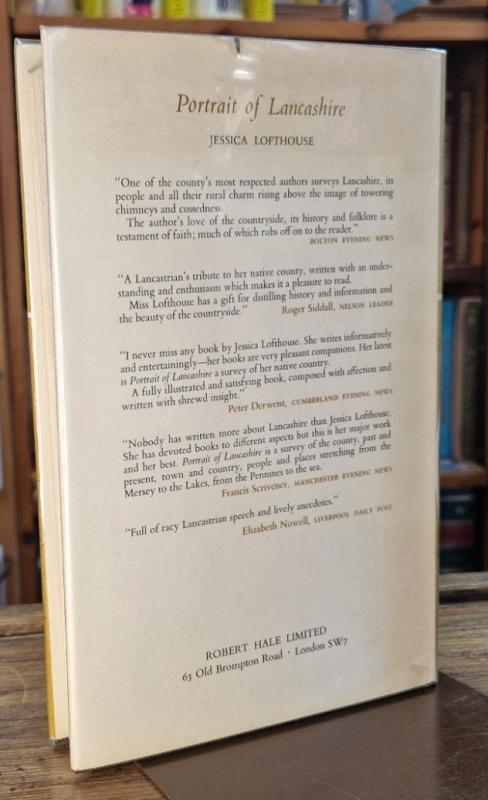 Portrait of Lancashire
JESSICA LOFTHOUSE
"One of the county's most respected authors surveys Lancashire, its
people and all their rural charm rising above the image of towering
chimneys and cussedness.
The author's love of the countryside, its history and folklore is a
testament of faith; much of which rubs off on to the reader."
BOLTON EVENING NEWS
"A Lancastrian's tribute to her native county, written with an under-
standing and enthusiasm which makes it a pleasure to read.
Miss Lofthouse has a gift for distilling history and information and
the beauty of the countryside." Roger Siddall, NELSON LEADER
"I never miss any book by Jessica Lofthouse. She writes informatively
and entertainingly—her books are very pleasant companions. Her latest
is Portrait of Lancashire a survey of her native country.
A fully illustrated and satisfying book, composed with affection and
written with shrewd insight."
Peter Derwent, CUMBERLAND EVENING NEWS
"Nobody has written more about Lancashire than Jessica Lofthouse.
She has devoted books to different aspects but this is her major work
and her best. Portrait of Lancashire is a survey of the county, past and
present, town and country, people and places stretching from the
Mersey to the Lakes, from the Pennines to the sea.
Francis Scrivener, MANCHESTER EVENING NEWS
"Full of racy Lancastrian speech and lively anecdotes."
Elizabeth Nowell, LIVERPOOL DAILY POST
ROBERT HALE LIMITED
63 Old Brompton Road · London SW7